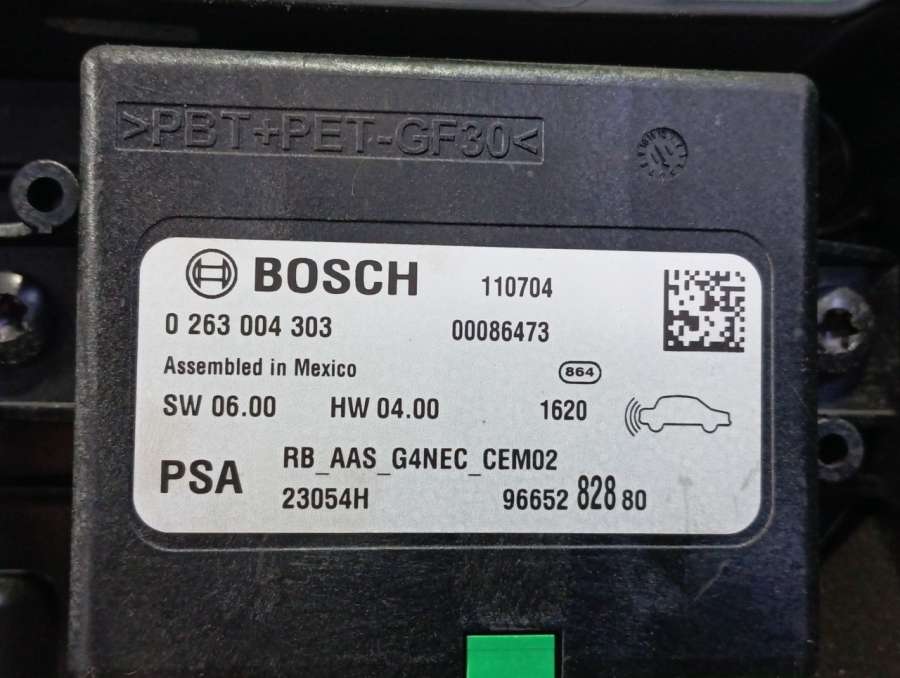 >PBT+PET-GF30<
BOSCH 110704
0 263 004 303 00086473
Assembled in Mexico 864
SW 06.00 HW 04.00 1620
PSA RB_AAS_G4NEC_CEM02
23054H 96652 828 80